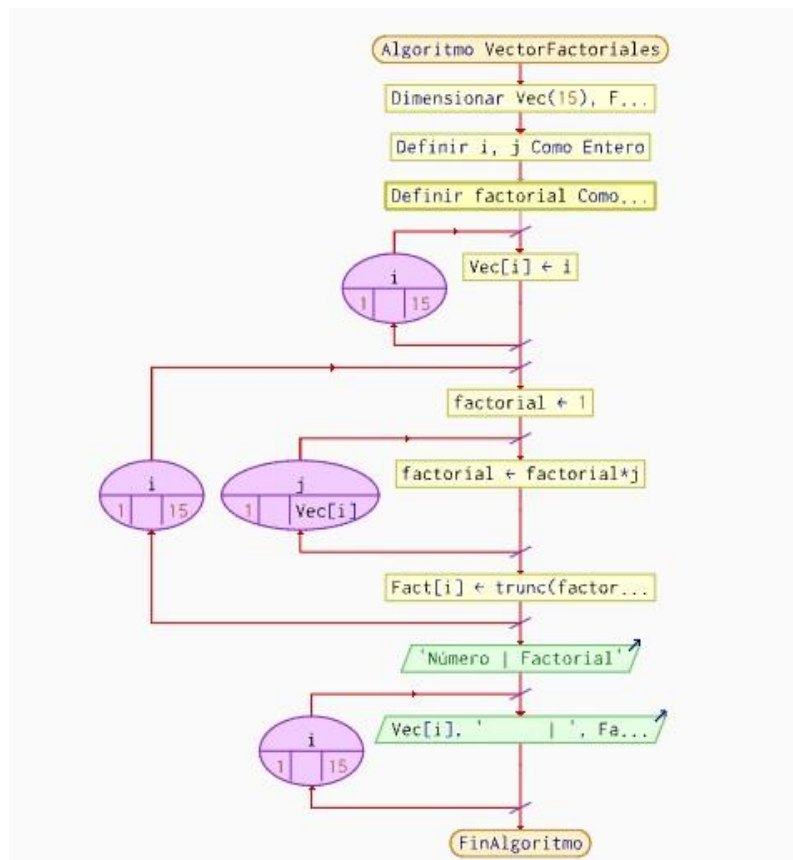 Algoritmo VectorFactoriales
Dimensionar Vec(15), F...
Definir i, j Como Entero
Definir factorial Como...
Vec[i] ← i
i
1 15
factorial ← 1
factorial ← factorial*j
i
1 15
j
1 Vec[i]
Fact[i] ← trunc(factor...
'Número | Factorial'
Vec[i], ' | ', Fa...
i
1 15
FinAlgoritmo